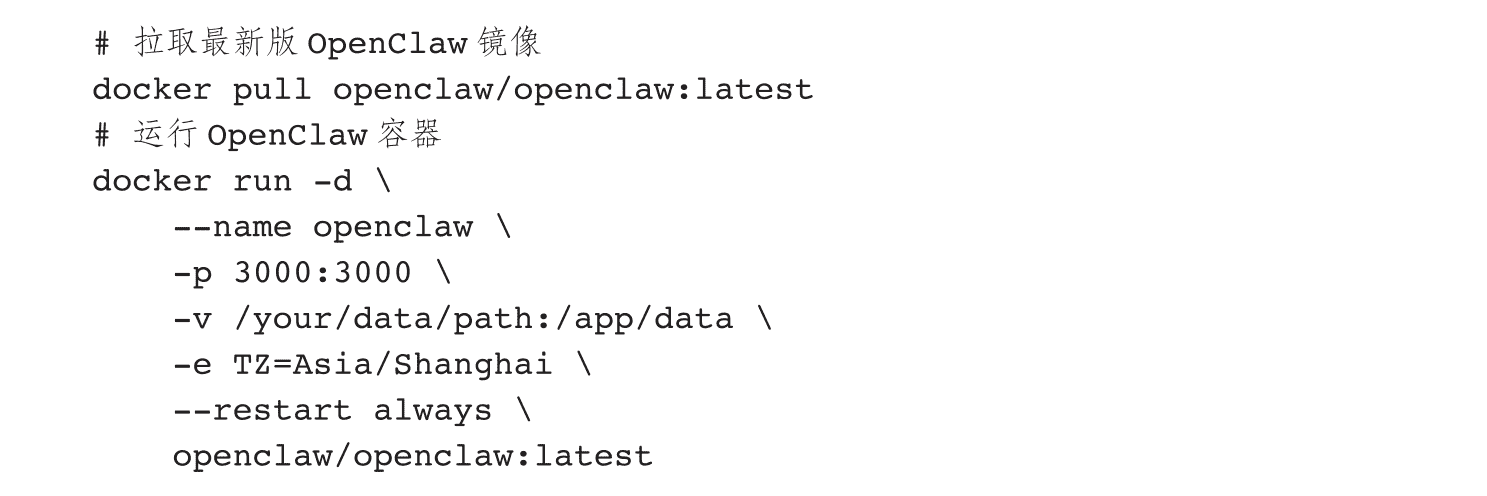 # 拉取最新版 OpenClaw 镜像
docker pull openclaw/openclaw:latest
# 运行 OpenClaw 容器
docker run -d \
    --name openclaw \
    -p 3000:3000 \
    -v /your/data/path:/app/data \
    -e TZ=Asia/Shanghai \
    --restart always \
    openclaw/openclaw:latest